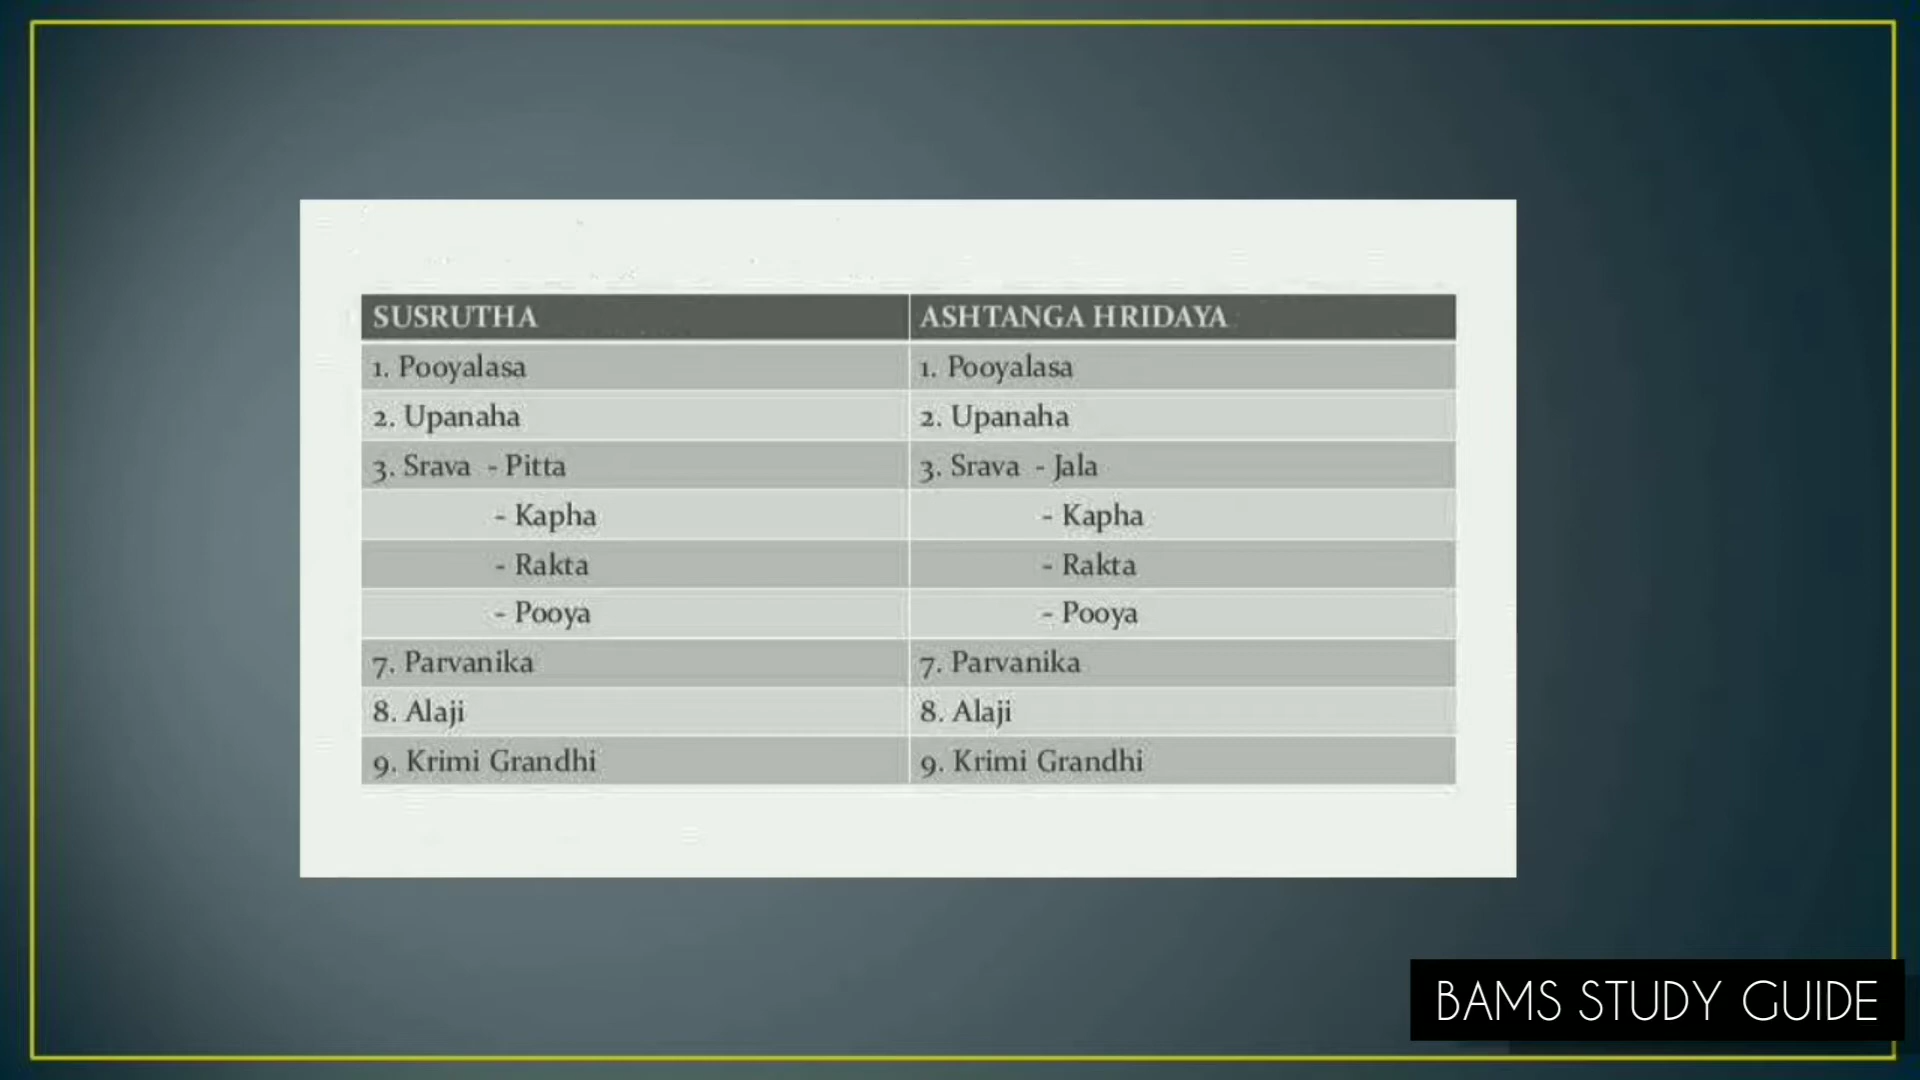 SUSRUTHA ASHTANGA HRIDAYA
1. Pooyalasa 1. Pooyalasa
2. Upanaha 2. Upanaha
3. Srava - Pitta 3. Srava - Jala
- Kapha - Kapha
- Rakta - Rakta
- Pooya - Pooya
7. Parvanika 7. Parvanika
8. Alaji 8. Alaji
9. Krimi Grandhi 9. Krimi Grandhi
BAMS STUDY GUIDE